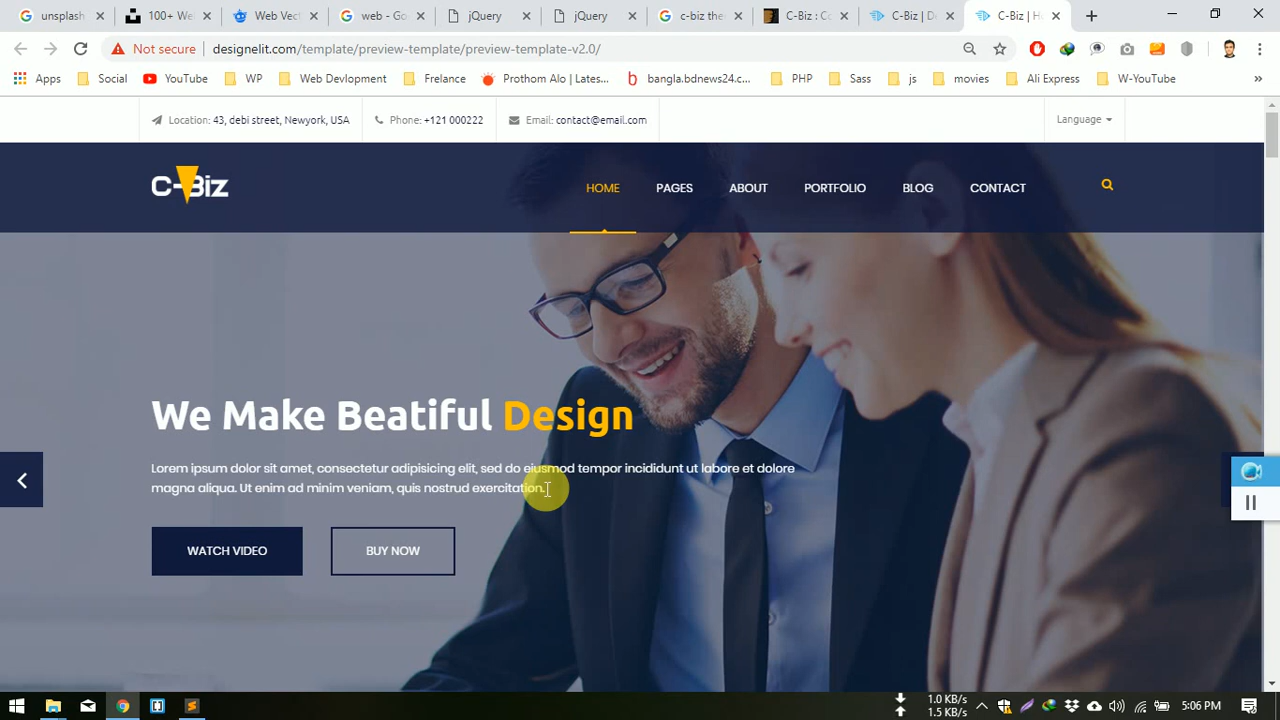 unsplash
100+ We
Web Vect
web - Go
jQuery
jQuery
c-biz the
C-Biz : C
C-Biz | D
C-Biz | H
Not secure
designelit.com/template/preview-template/preview-template-v2.0/
Apps
Social
YouTube
WP
Web Devlopment
Frelance
Prothom Alo | Lates...
bangla.bdnews24.c...
PHP
Sass
js
movies
Ali Express
W-YouTube
Location: 43, debi street, Newyork, USA
Phone: +121 000222
Email: contact@email.com
Language
C-Biz
HOME
PAGES
ABOUT
PORTFOLIO
BLOG
CONTACT
We Make Beatiful Design
Lorem ipsum dolor sit amet, consectetur adipisicing elit, sed do eiusmod tempor incididunt ut labore et dolore
magna aliqua. Ut enim ad minim veniam, quis nostrud exercitation.
WATCH VIDEO
BUY NOW
1.0 KB/s
1.5 KB/s
5:06 PM